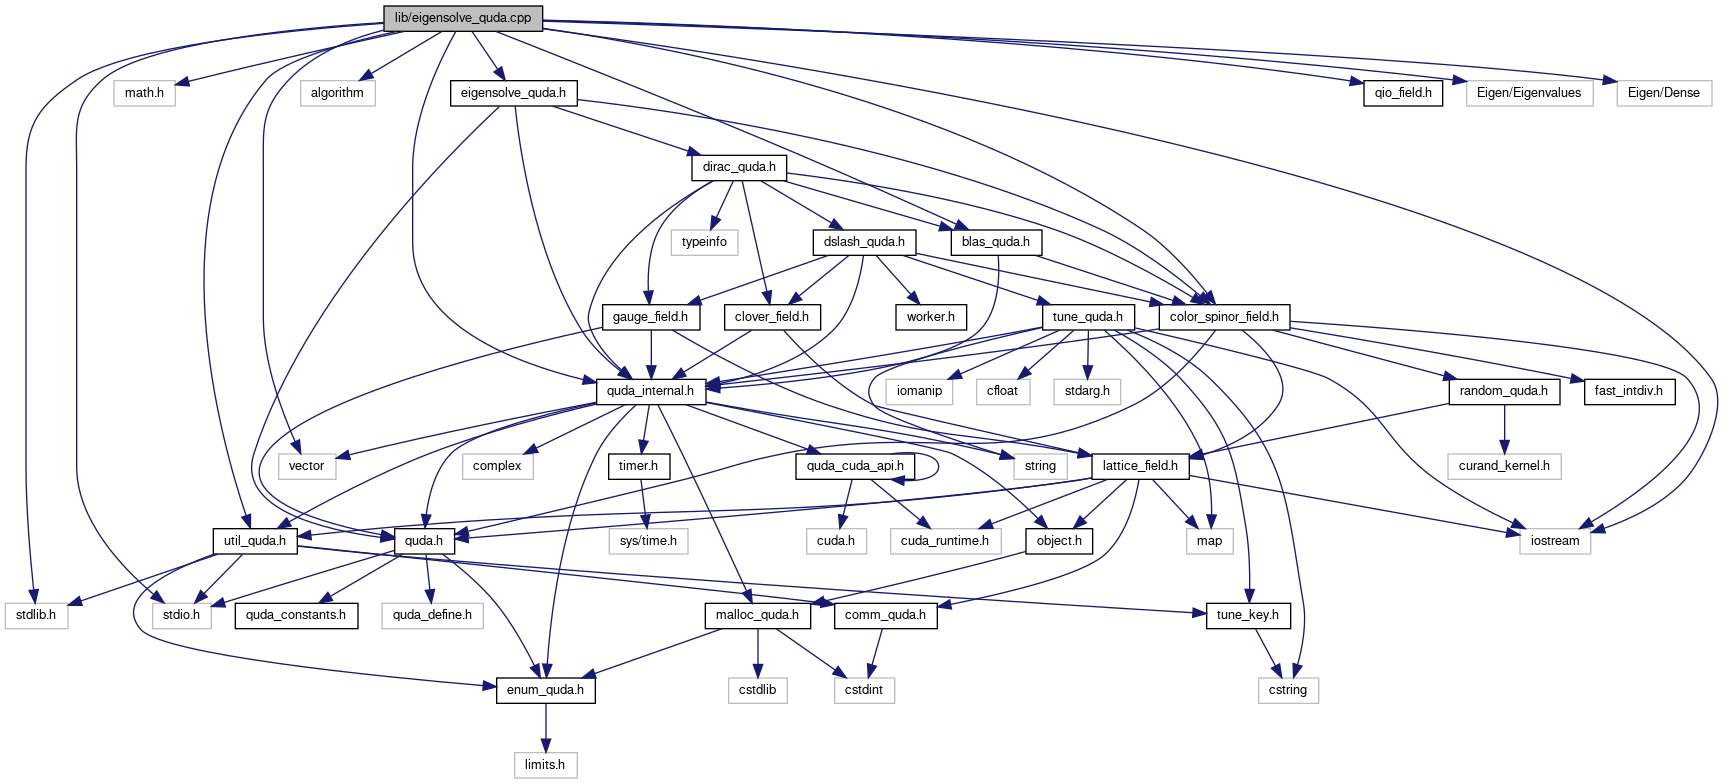 lib/eigensolve_quda.cpp
math.h
algorithm
eigensolve_quda.h
qio_field.h
Eigen/Eigenvalues
Eigen/Dense
dirac_quda.h
typeinfo
dslash_quda.h
blas_quda.h
gauge_field.h
clover_field.h
worker.h
tune_quda.h
color_spinor_field.h
quda_internal.h
iomanip
cfloat
stdarg.h
random_quda.h
fast_intdiv.h
vector
complex
timer.h
quda_cuda_api.h
string
lattice_field.h
curand_kernel.h
util_quda.h
quda.h
sys/time.h
cuda.h
cuda_runtime.h
object.h
map
iostream
stdlib.h
stdio.h
quda_constants.h
quda_define.h
malloc_quda.h
comm_quda.h
tune_key.h
enum_quda.h
cstdlib
cstdint
cstring
limits.h